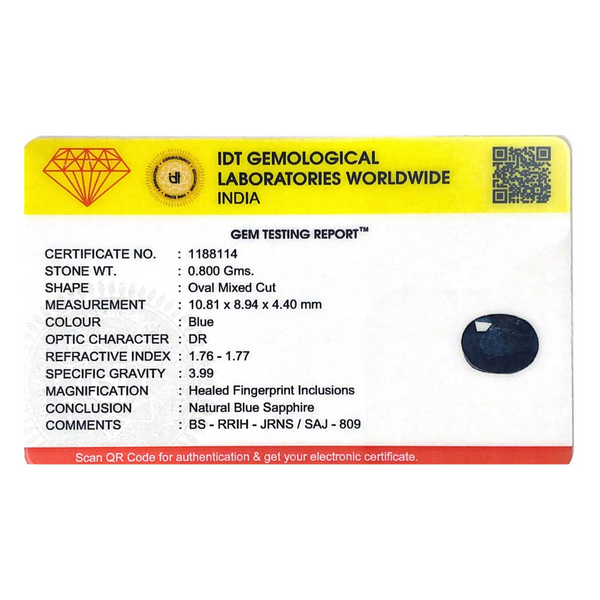 IDT GEMOLOGICAL
LABORATORIES WORLDWIDE
INDIA
idt
GEM TESTING REPORT™
CERTIFICATE NO. : 1188114
STONE WT. : 0.800 Gms.
SHAPE : Oval Mixed Cut
MEASUREMENT : 10.81 x 8.94 x 4.40 mm
COLOUR : Blue
OPTIC CHARACTER : DR
REFRACTIVE INDEX : 1.76 - 1.77
SPECIFIC GRAVITY : 3.99
MAGNIFICATION : Healed Fingerprint Inclusions
CONCLUSION : Natural Blue Sapphire
COMMENTS : BS - RRIH - JRNS / SAJ - 809
Scan QR Code for authentication & get your electronic certificate.